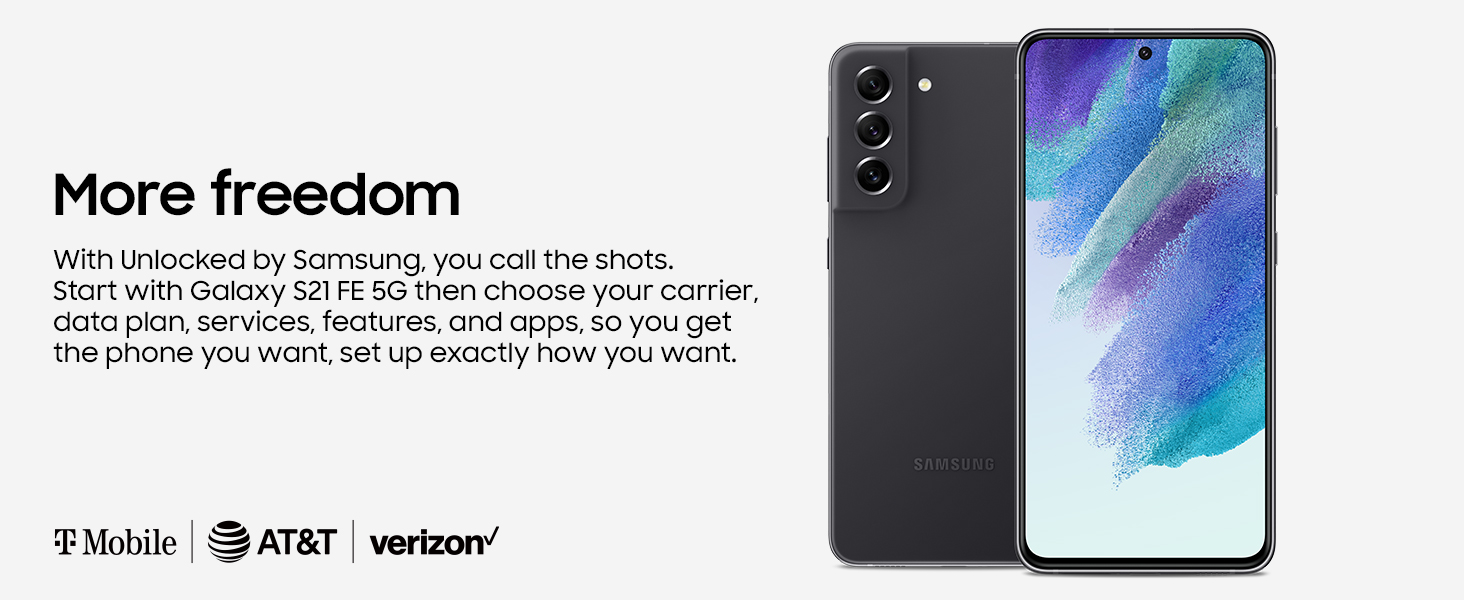 More freedom
With Unlocked by Samsung, you call the shots.
Start with Galaxy S21 FE 5G then choose your carrier,
data plan, services, features, and apps, so you get
the phone you want, set up exactly how you want.
SAMSUNG
T Mobile | AT&T | verizon✓